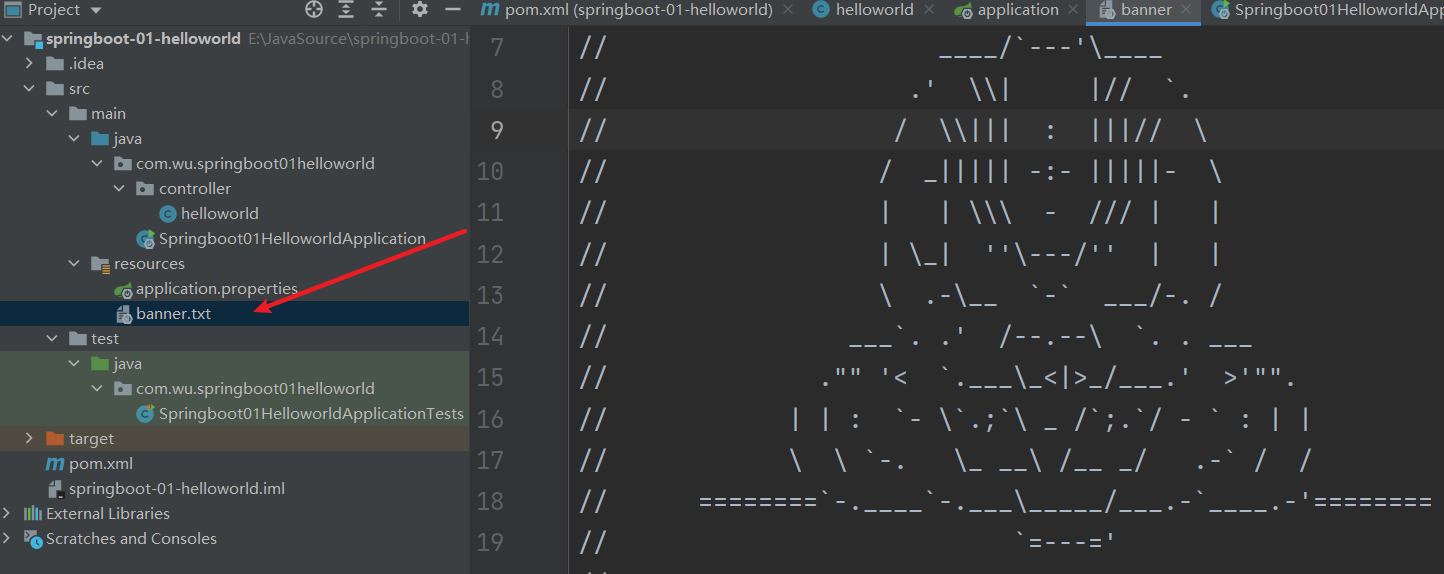 Project
springboot-01-helloworld E:\JavaSource\springboot-01-h
.idea
src
main
java
com.wu.springboot01helloworld
controller
helloworld
Springboot01HelloworldApplication
resources
application.properties
banner.txt
test
java
com.wu.springboot01helloworld
Springboot01HelloworldApplicationTests
target
pom.xml
springboot-01-helloworld.iml
External Libraries
Scratches and Consoles
pom.xml (springboot-01-helloworld) helloworld application banner Springboot01HelloworldApp
7 //                      ____/`---'\____
8 //                    .'  \\|     |//  `.
9 //                   /  \\|||  :  |||//  \
10 //                  /  _||||| -:- |||||-  \
11 //                  |   | \\\  -  /// |   |
12 //                  | \_|  ''\---/''  |   |
13 //                  \  .-\__  `-`  ___/-. /
14 //                ___`. .'  /--.--\  `. . ___
15 //              ."" '<  `.___\_<|>_/___.'  >'"".
16 //            | | :  `- \`.;`\ _ /`;.`/ - ` : | |
17 //            \  \ `-.   \_ __\ /__ _/   .-` /  /
18 //      ========`-.____`-.___\_____/___.-`____.-'========
19 //                           `=---='